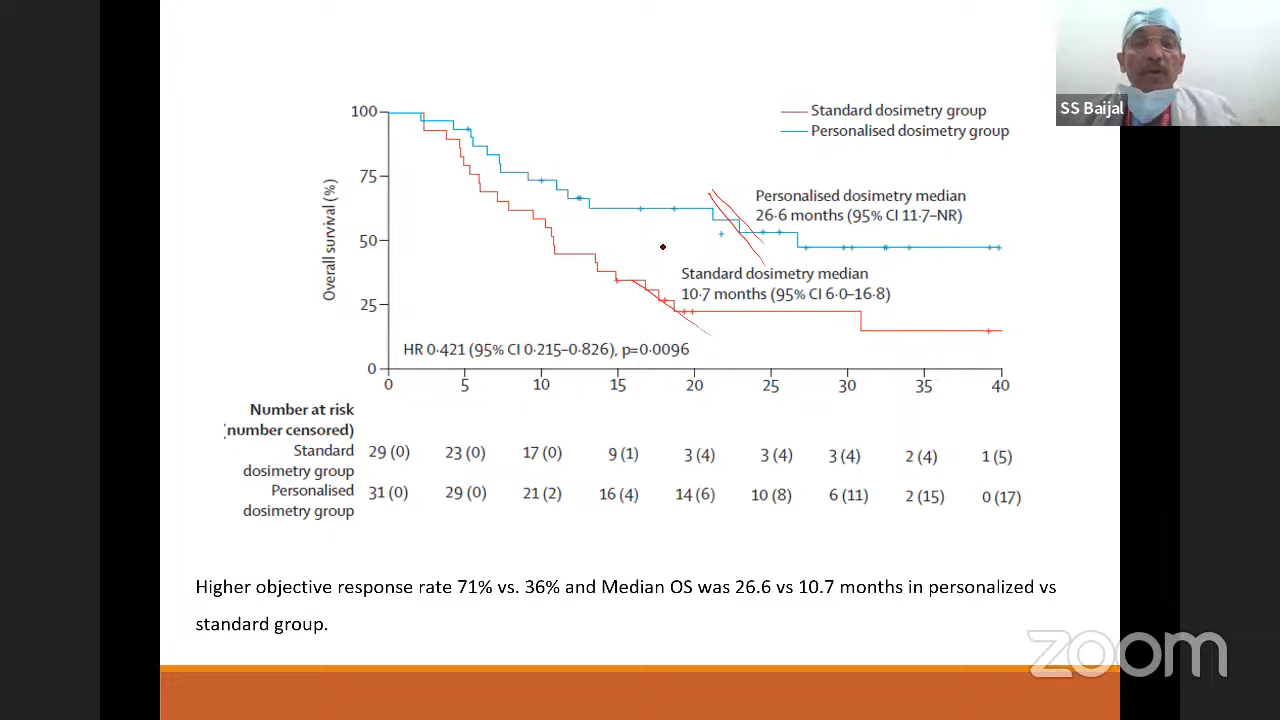 SS Baijal
Standard dosimetry group
Personalised dosimetry group
Overall survival (%)
100
75
50
25
0
Personalised dosimetry median
26·6 months (95% CI 11·7–NR)
Standard dosimetry median
10·7 months (95% CI 6·0–16·8)
HR 0·421 (95% CI 0·215–0·826), p=0·0096
0 5 10 15 20 25 30 35 40
Number at risk
(number censored)
Standard dosimetry group 29 (0) 23 (0) 17 (0) 9 (1) 3 (4) 3 (4) 3 (4) 2 (4) 1 (5)
Personalised dosimetry group 31 (0) 29 (0) 21 (2) 16 (4) 14 (6) 10 (8) 6 (11) 2 (15) 0 (17)
Higher objective response rate 71% vs. 36% and Median OS was 26.6 vs 10.7 months in personalized vs
standard group.
zoom